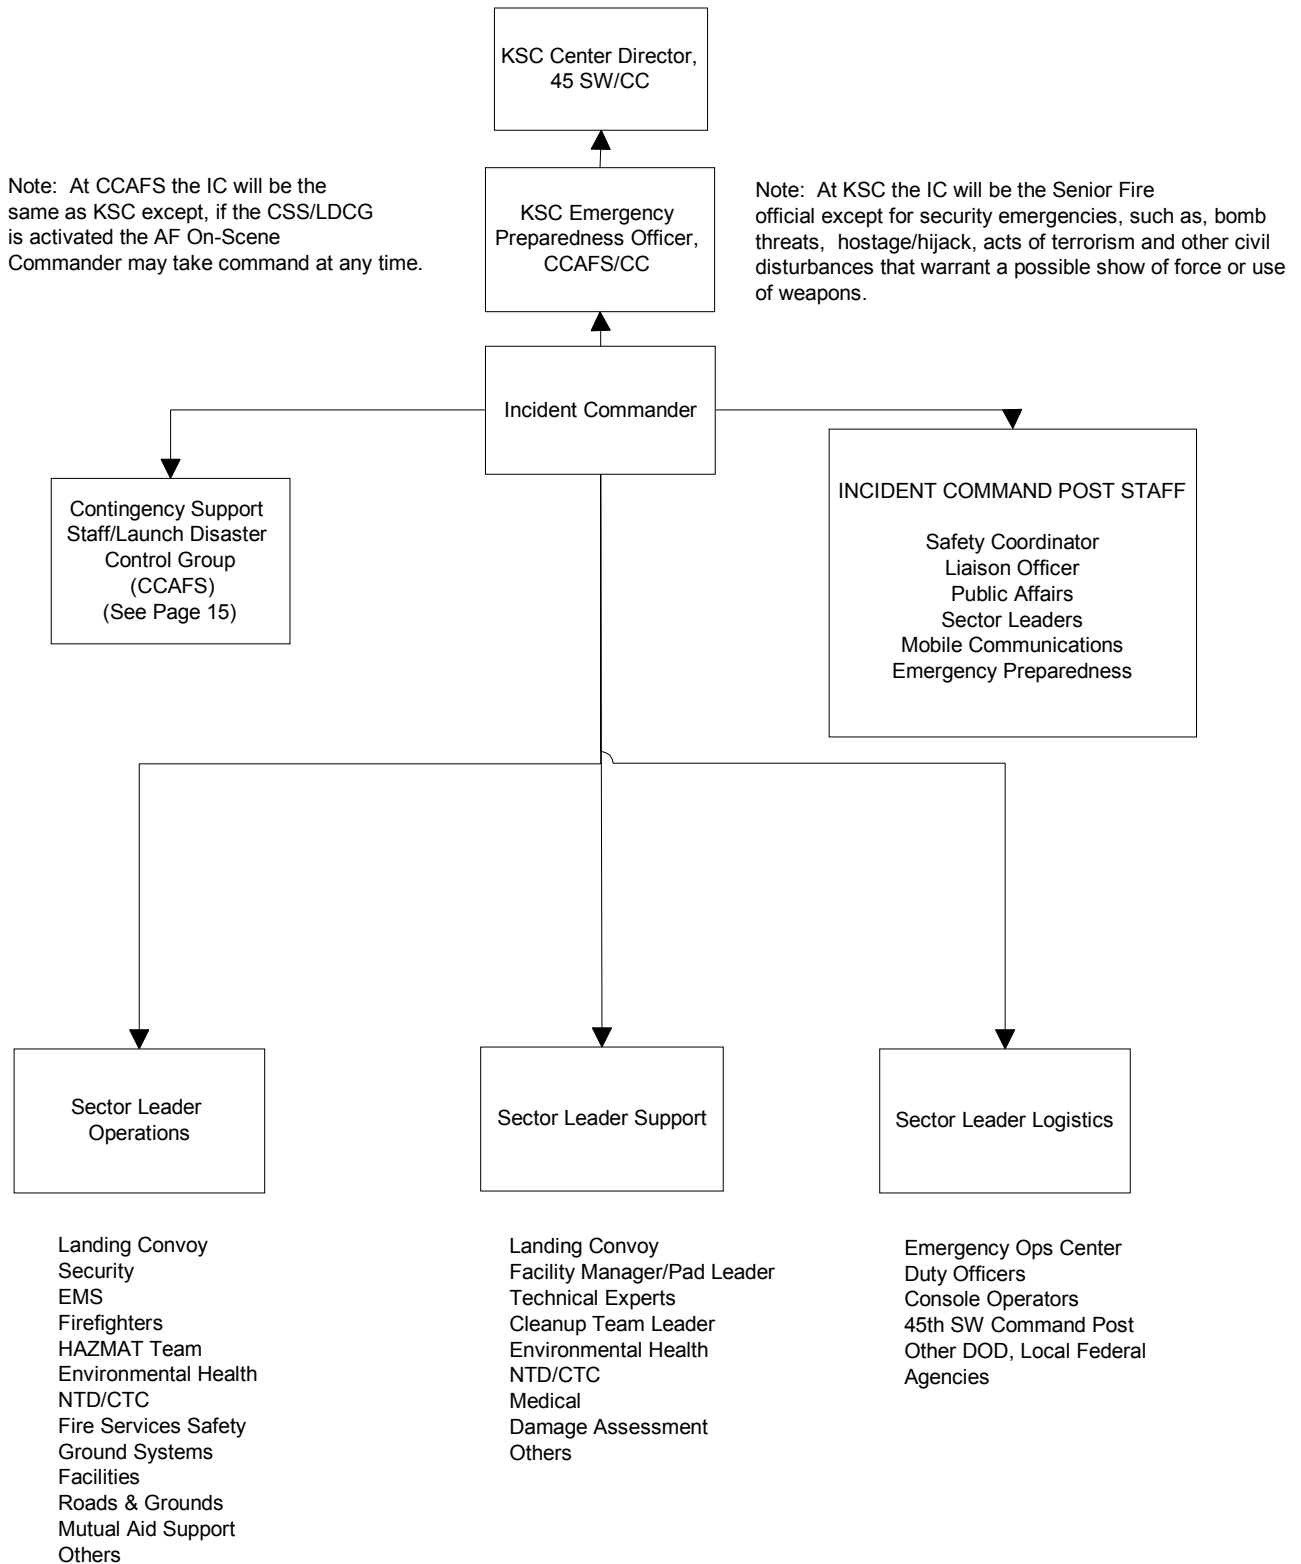 KSC Center Director,
45 SW/CC
Note: At CCAFS the IC will be the
same as KSC except, if the CSS/LDCG
is activated the AF On-Scene
Commander may take command at any time.
KSC Emergency
Preparedness Officer,
CCAFS/CC
Note: At KSC the IC will be the Senior Fire
official except for security emergencies, such as, bomb
threats, hostage/hijack, acts of terrorism and other civil
disturbances that warrant a possible show of force or use
of weapons.
Incident Commander
Contingency Support
Staff/Launch Disaster
Control Group
(CCAFS)
(See Page 15)
INCIDENT COMMAND POST STAFF
Safety Coordinator
Liaison Officer
Public Affairs
Sector Leaders
Mobile Communications
Emergency Preparedness
Sector Leader
Operations
Sector Leader Support
Sector Leader Logistics
Landing Convoy
Security
EMS
Firefighters
HAZMAT Team
Environmental Health
NTD/CTC
Fire Services Safety
Ground Systems
Facilities
Roads & Grounds
Mutual Aid Support
Others
Landing Convoy
Facility Manager/Pad Leader
Technical Experts
Cleanup Team Leader
Environmental Health
NTD/CTC
Medical
Damage Assessment
Others
Emergency Ops Center
Duty Officers
Console Operators
45th SW Command Post
Other DOD, Local Federal
Agencies